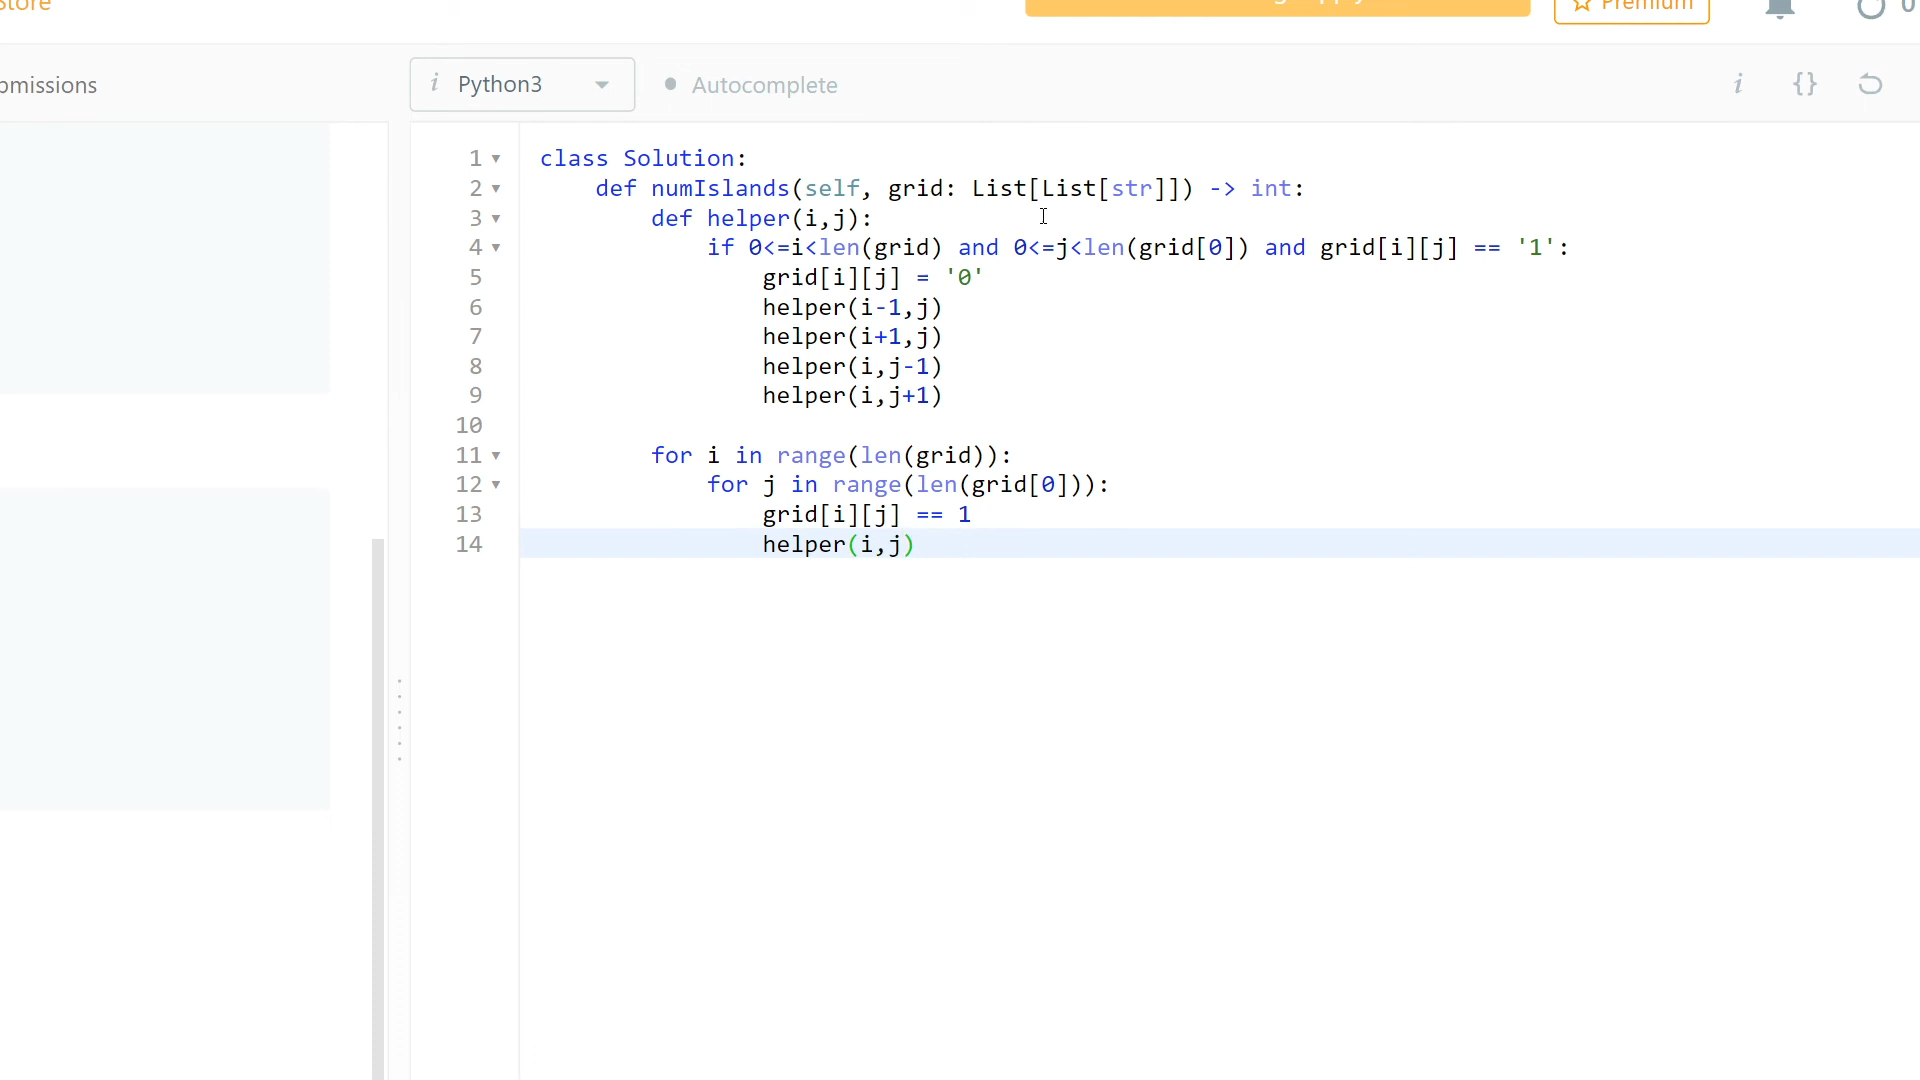 Store
Premium
0
Python3
Autocomplete
i
{}
1 class Solution:
2 def numIslands(self, grid: List[List[str]]) -> int:
3 def helper(i,j):
4 if 0<=i<len(grid) and 0<=j<len(grid[0]) and grid[i][j] == '1':
5 grid[i][j] = '0'
6 helper(i-1,j)
7 helper(i+1,j)
8 helper(i,j-1)
9 helper(i,j+1)
10
11 for i in range(len(grid)):
12 for j in range(len(grid[0])):
13 grid[i][j] == 1
14 helper(i,j)